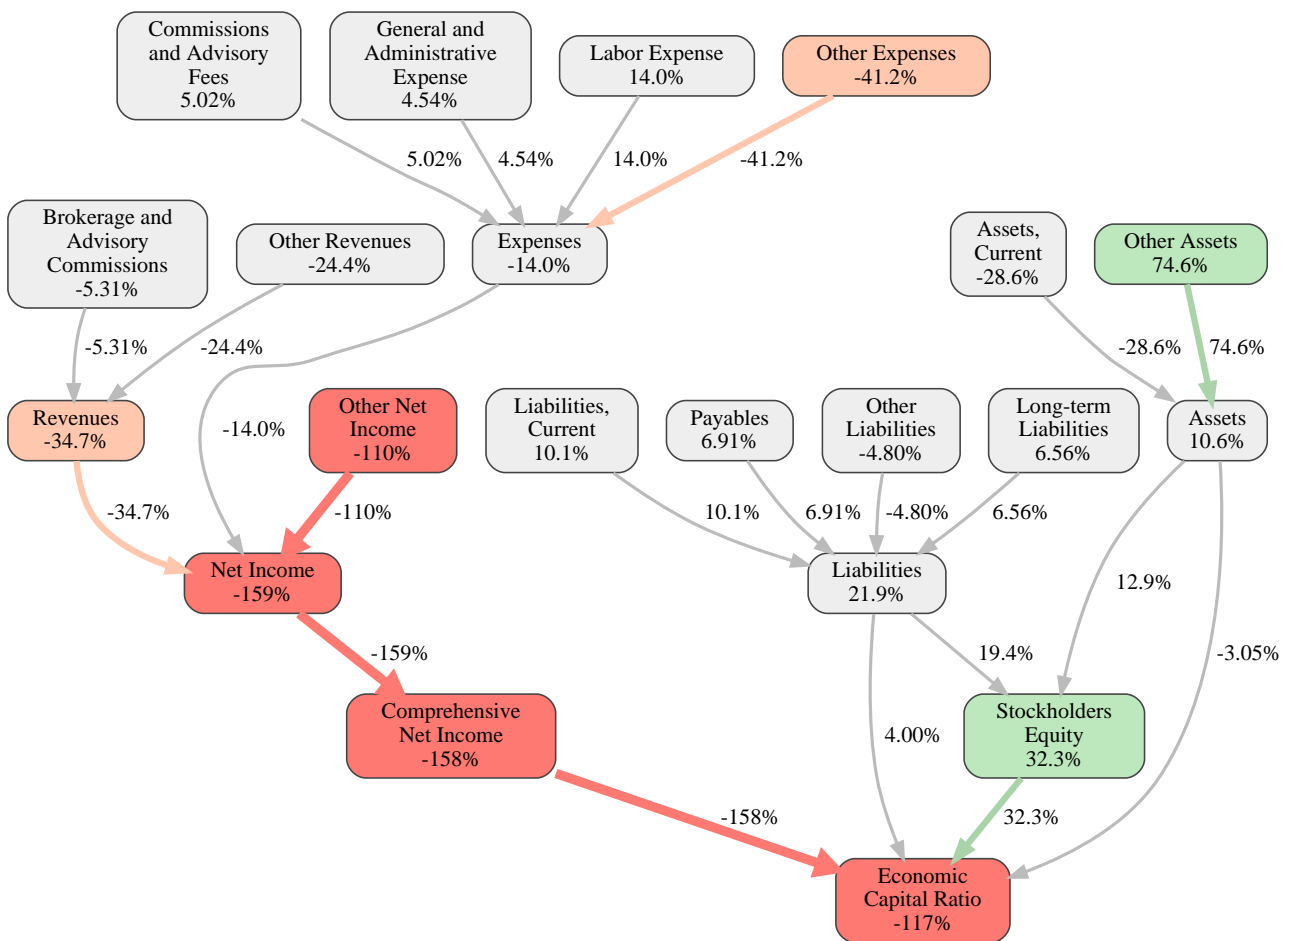 Commissions
and Advisory
Fees
5.02%
General and
Administrative
Expense
4.54%
Labor Expense
14.0%
Other Expenses
-41.2%
5.02%
4.54%
14.0%
-41.2%
Brokerage and
Advisory
Commissions
-5.31%
Other Revenues
-24.4%
Expenses
-14.0%
Assets,
Current
-28.6%
Other Assets
74.6%
-5.31%
-24.4%
-28.6%
74.6%
Revenues
-34.7%
-14.0%
Other Net
Income
-110%
Liabilities,
Current
10.1%
Payables
6.91%
Other
Liabilities
-4.80%
Long-term
Liabilities
6.56%
Assets
10.6%
-34.7%
-110%
10.1%
6.91%
-4.80%
6.56%
Net Income
-159%
Liabilities
21.9%
12.9%
-159%
19.4%
-3.05%
Comprehensive
Net Income
-158%
4.00%
Stockholders
Equity
32.3%
-158%
32.3%
Economic
Capital Ratio
-117%